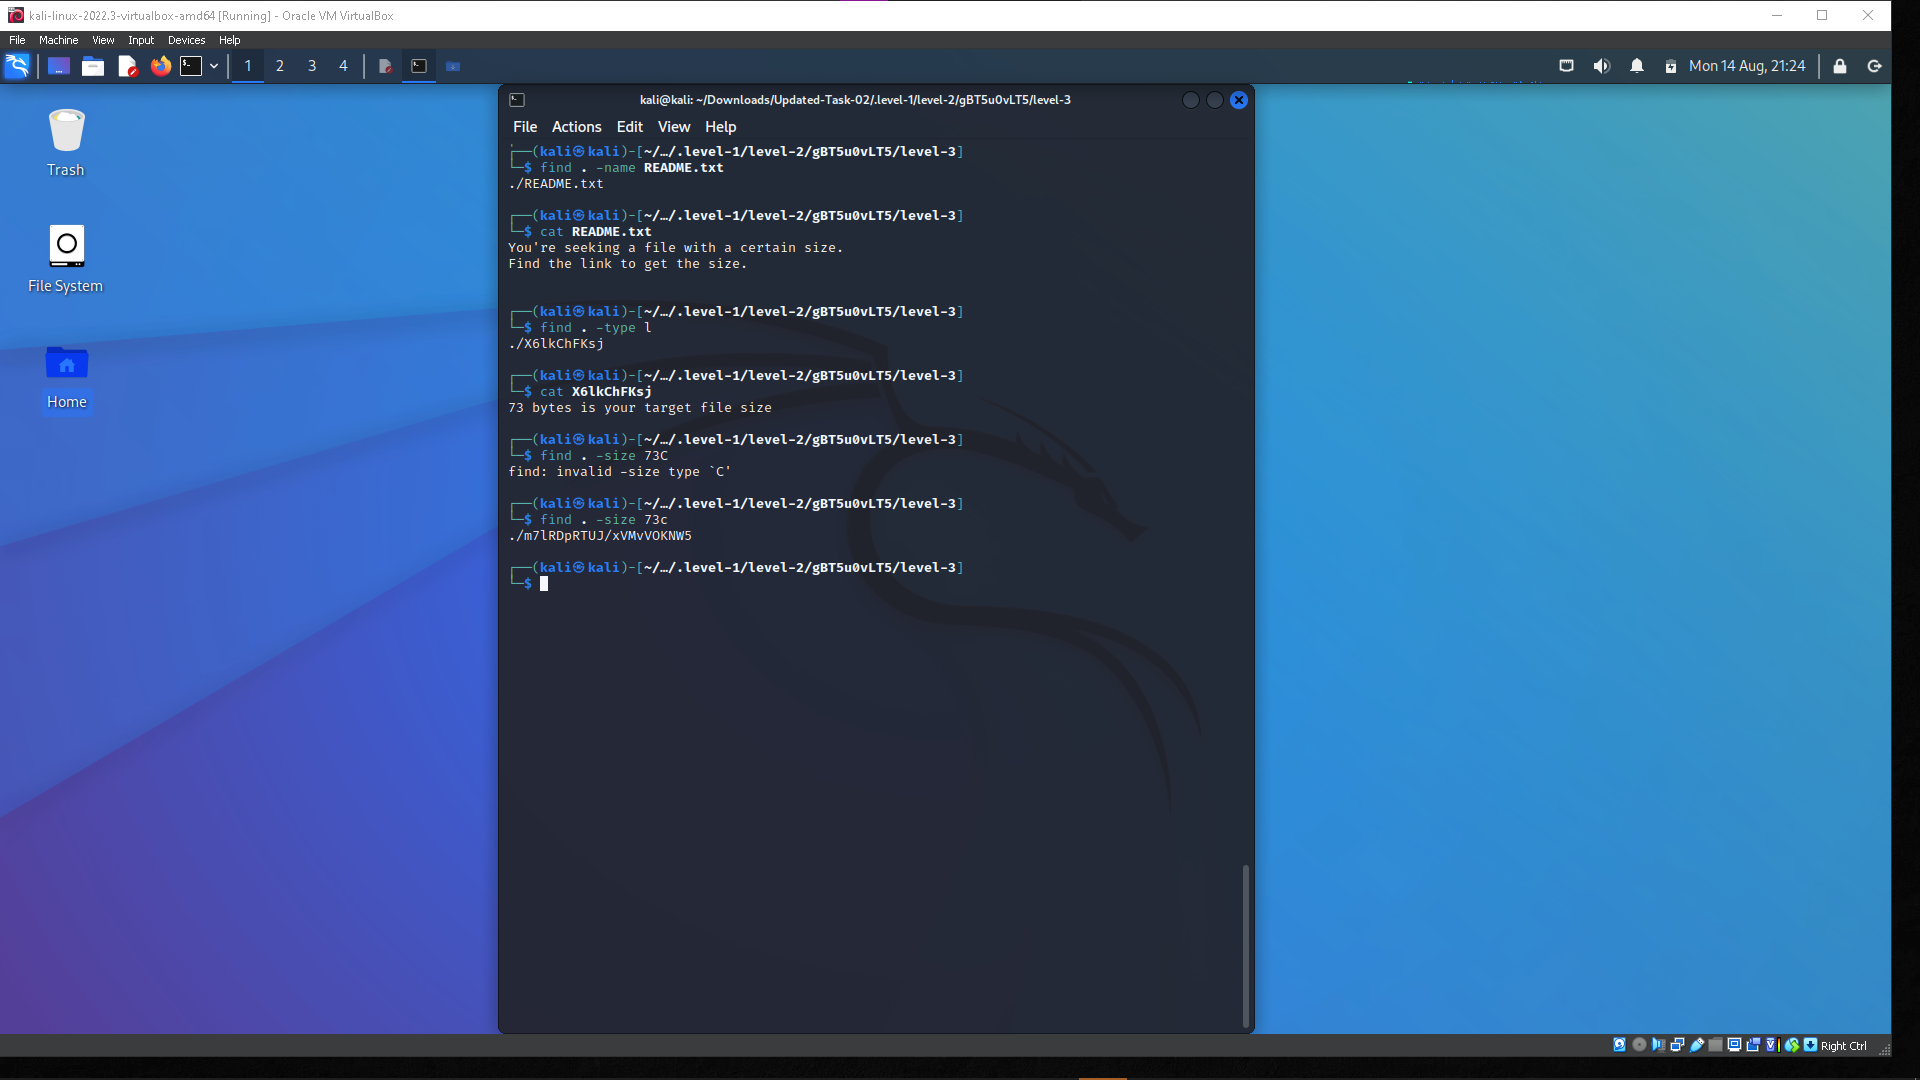 kali-linux-2022.3-virtualbox-amd64 [Running] - Oracle VM VirtualBox
File Machine View Input Devices Help
1 2 3 4
Mon 14 Aug, 21:24
Trash
File System
Home
kali@kali: ~/Downloads/Updated-Task-02/.level-1/level-2/gBT5u0vLT5/level-3
File Actions Edit View Help
┌──(kali㉿kali)-[~/…/.level-1/level-2/gBT5u0vLT5/level-3]
└─$ find . -name README.txt
./README.txt
┌──(kali㉿kali)-[~/…/.level-1/level-2/gBT5u0vLT5/level-3]
└─$ cat README.txt
You're seeking a file with a certain size.
Find the link to get the size.
┌──(kali㉿kali)-[~/…/.level-1/level-2/gBT5u0vLT5/level-3]
└─$ find . -type l
./X6lkChFKsj
┌──(kali㉿kali)-[~/…/.level-1/level-2/gBT5u0vLT5/level-3]
└─$ cat X6lkChFKsj
73 bytes is your target file size
┌──(kali㉿kali)-[~/…/.level-1/level-2/gBT5u0vLT5/level-3]
└─$ find . -size 73C
find: invalid -size type `C'
┌──(kali㉿kali)-[~/…/.level-1/level-2/gBT5u0vLT5/level-3]
└─$ find . -size 73c
./m7lRDpRTUJ/xVMvVOKNW5
┌──(kali㉿kali)-[~/…/.level-1/level-2/gBT5u0vLT5/level-3]
└─$
Right Ctrl